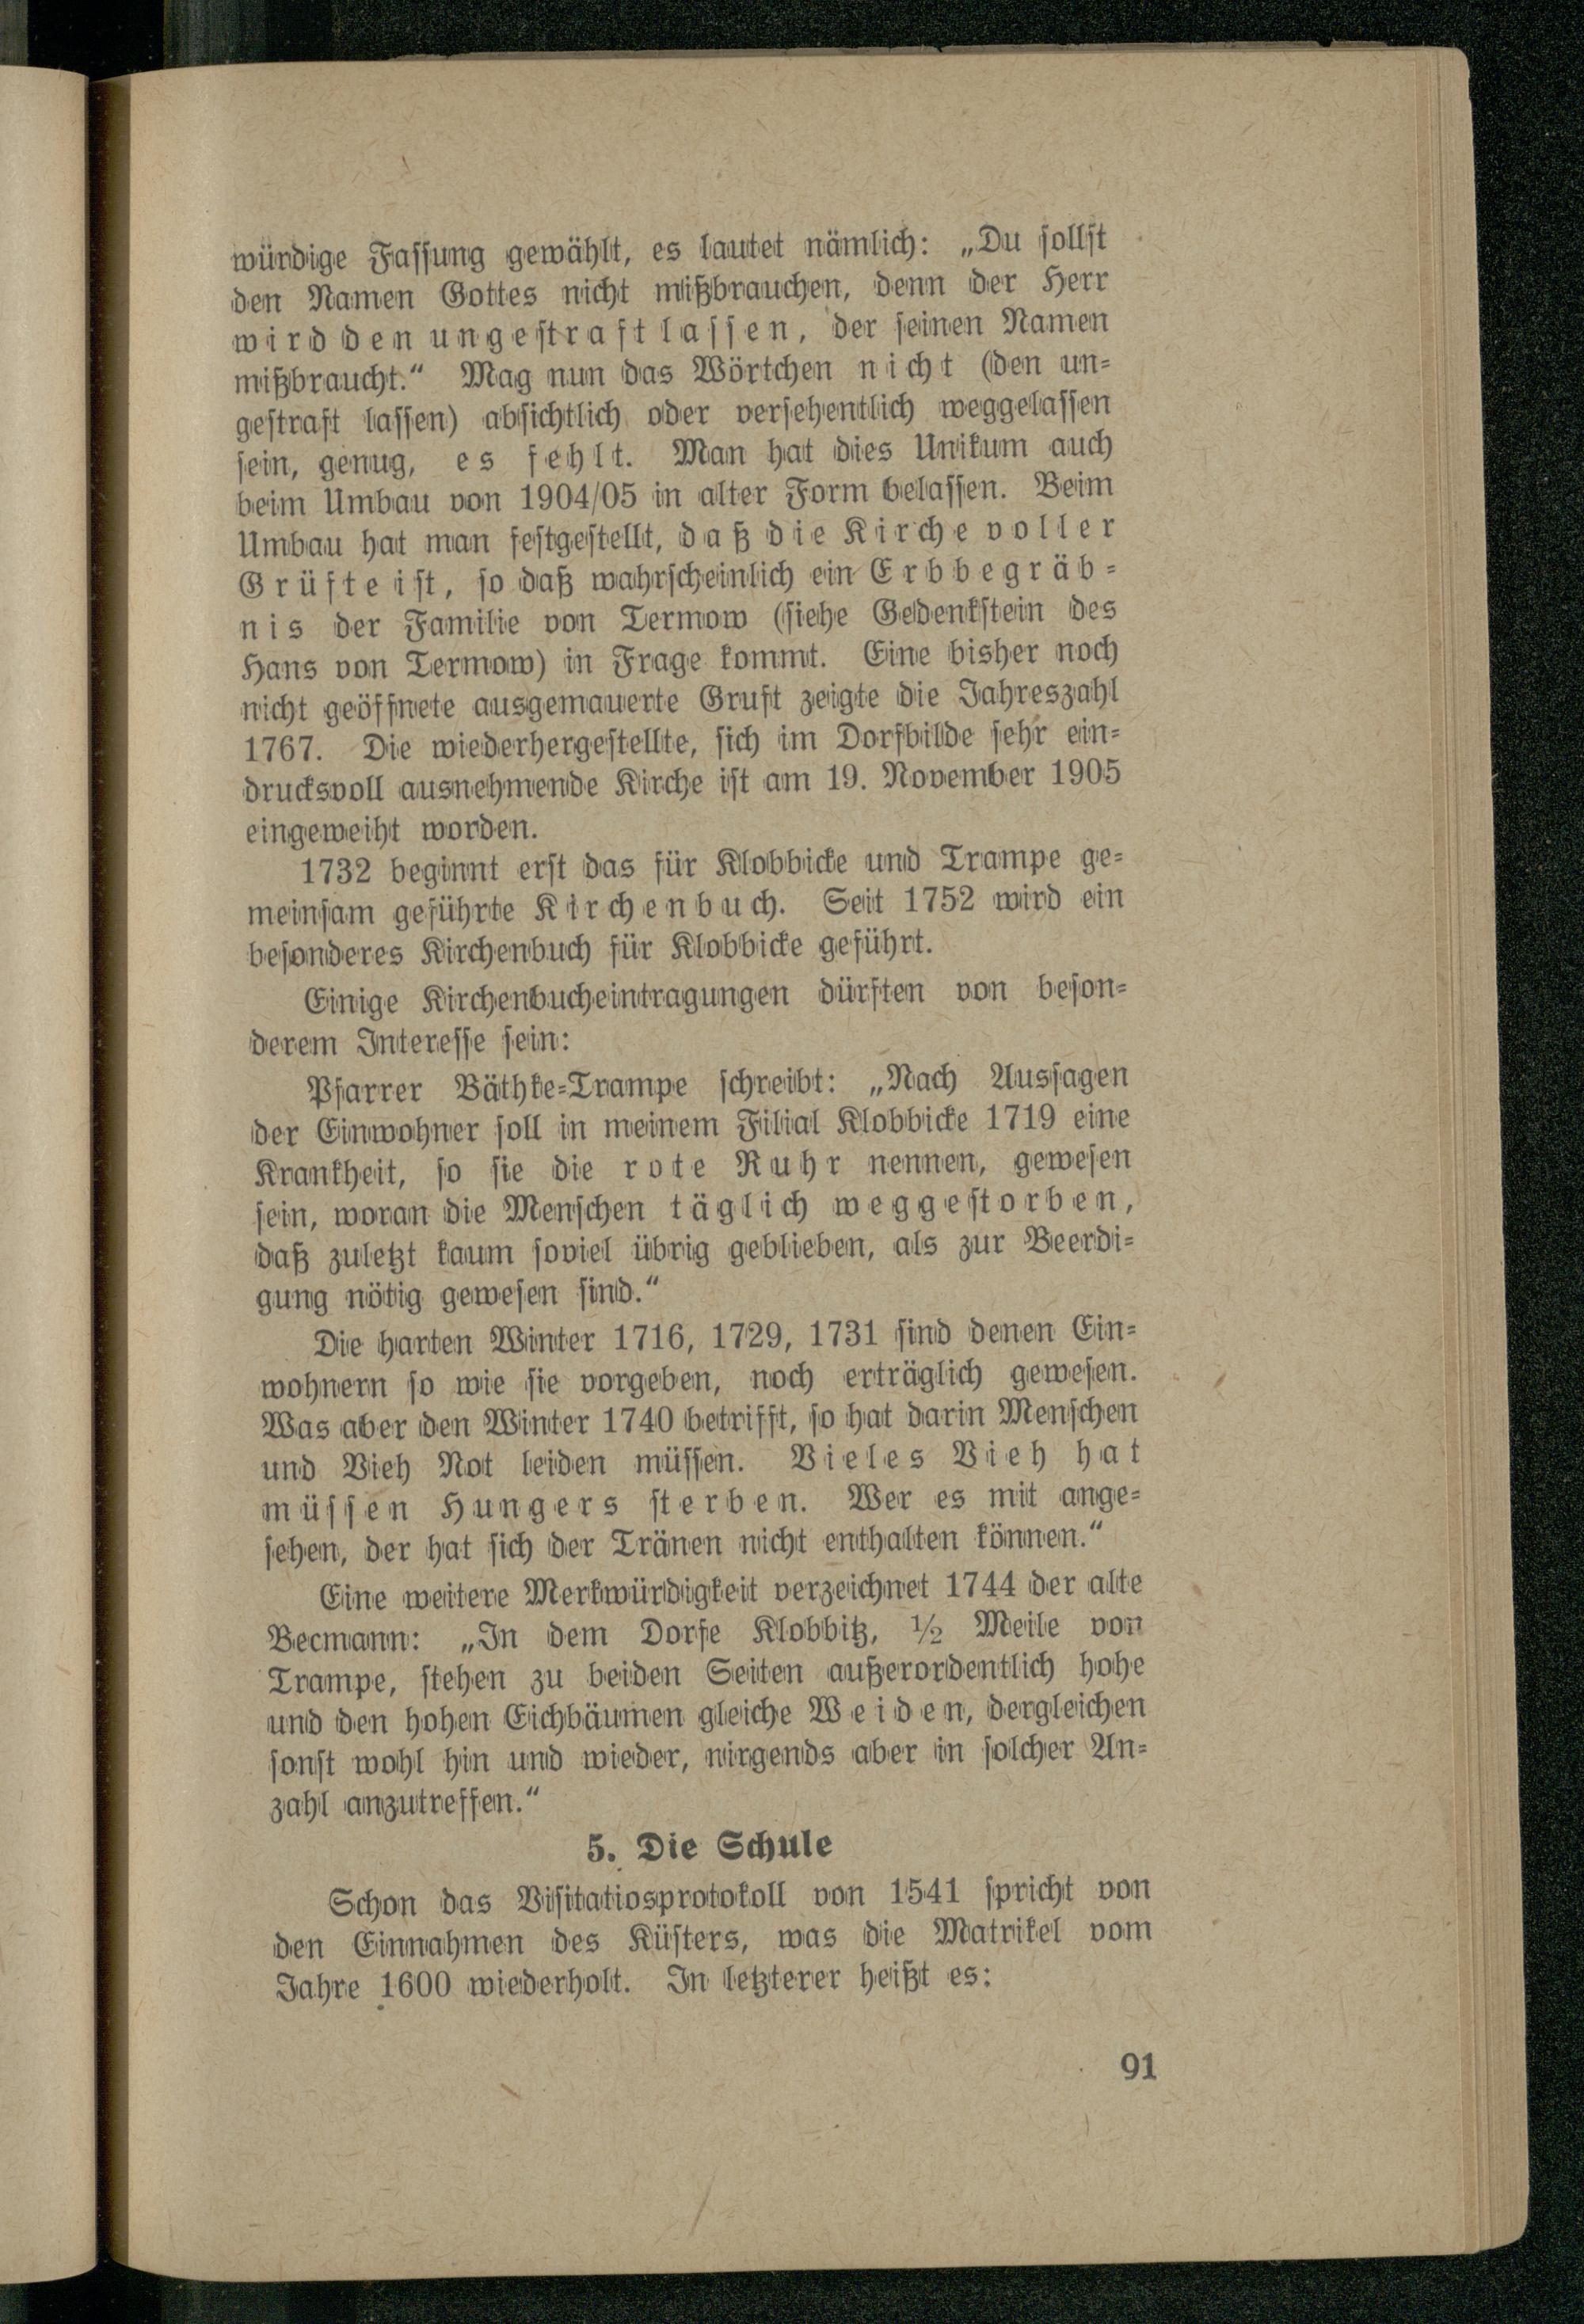 würdige Fassung gewählt, es lautet nämlich: „Du sollst
den Namen Gottes nicht mißbrauchen, denn der Herr
wird den ungestraft lassen, der seinen Namen
mißbraucht.“ Mag nun das Wörtchen nicht (den un-
gestraft lassen) absichtlich oder versehentlich weggelassen
sein, genug, es fehlt. Man hat dies Unikum auch
beim Umbau von 1904/05 in alter Form belassen. Beim
Umbau hat man festgestellt, daß die Kirche voller
Grüfte ist, so daß wahrscheinlich ein Erbbegräb-
nis der Familie von Termow (siehe Gedenkstein des
Hans von Termow) in Frage kommt. Eine bisher noch
nicht geöffnete ausgemauerte Gruft zeigte die Jahreszahl
1767. Die wiederhergestellte, sich im Dorfbilde sehr ein-
drucksvoll ausnehmende Kirche ist am 19. November 1905
eingeweiht worden.
1732 beginnt erst das für Klobbicke und Trampe ge-
meinsam geführte Kirchenbuch. Seit 1752 wird ein
besonderes Kirchenbuch für Klobbicke geführt.
Einige Kirchenbucheintragungen dürften von beson-
derem Interesse sein:
Pfarrer Bäthke-Trampe schreibt: „Nach Aussagen
der Einwohner soll in meinem Filial Klobbicke 1719 eine
Krankheit, so sie die rote Ruhr nennen, gewesen
sein, woran die Menschen täglich weggestorben,
daß zuletzt kaum soviel übrig geblieben, als zur Beerdi-
gung nötig gewesen sind.“
Die harten Winter 1716, 1729, 1731 sind denen Ein-
wohnern so wie sie vorgeben, noch erträglich gewesen.
Was aber den Winter 1740 betrifft, so hat darin Menschen
und Vieh Not leiden müssen. Vieles Vieh hat
müssen Hungers sterben. Wer es mit ange-
sehen, der hat sich der Tränen nicht enthalten können.“
Eine weitere Merkwürdigkeit verzeichnet 1744 der alte
Becmann: „In dem Dorfe Klobbitz, ½ Meile von
Trampe, stehen zu beiden Seiten außerordentlich hohe
und den hohen Eichbäumen gleiche Weiden, dergleichen
sonst wohl hin und wieder, nirgends aber in solcher An-
zahl anzutreffen.“
5. Die Schule
Schon das Visitatiosprotokoll von 1541 spricht von
den Einnahmen des Küsters, was die Matrikel vom
Jahre 1600 wiederholt. In letzterer heißt es:
91